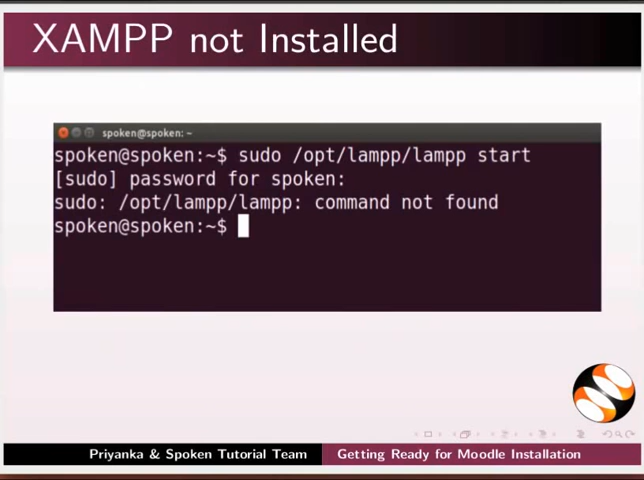 XAMPP not Installed
spoken@spoken: ~
spoken@spoken:~$ sudo /opt/lampp/lampp start
[sudo] password for spoken:
sudo: /opt/lampp/lampp: command not found
spoken@spoken:~$
Priyanka & Spoken Tutorial Team Getting Ready for Moodle Installation